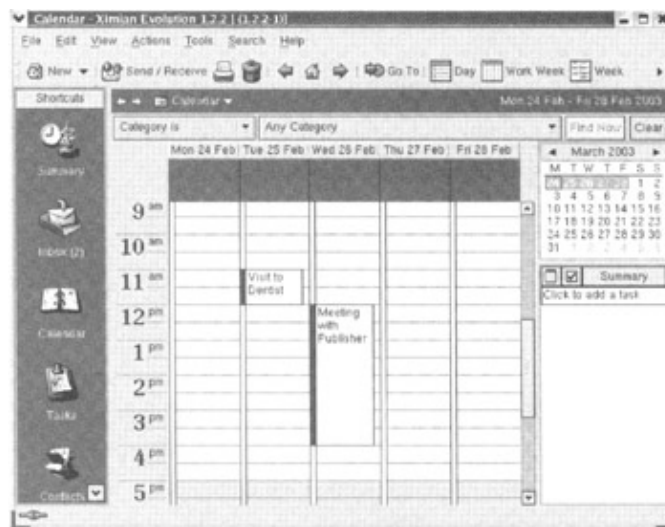 Calendar - Ximian Evolution 1.2.2 [ (1.2.2-1)]
File Edit View Actions Tools Search Help
New Send / Receive Go To Day Work Week Week
Shortcuts
Calendar Mon 24 Feb - Fri 28 Feb 2003
Category is Any Category Find Now Clear
Mon 24 Feb Tue 25 Feb Wed 26 Feb Thu 27 Feb Fri 28 Feb
March 2003
M T W T F S S
1 2
3 4 5 6 7 8 9
10 11 12 13 14 15 16
17 18 19 20 21 22 23
24 25 26 27 28 29 30
31
Summary
Inbox (2)
Calendar
Tasks
Conflicts
9 am
10 am
11 am
12 pm
1 pm
2 pm
3 pm
4 pm
5 pm
Visit to
Dentist
Meeting
with
Publisher
Summary
Click to add a task